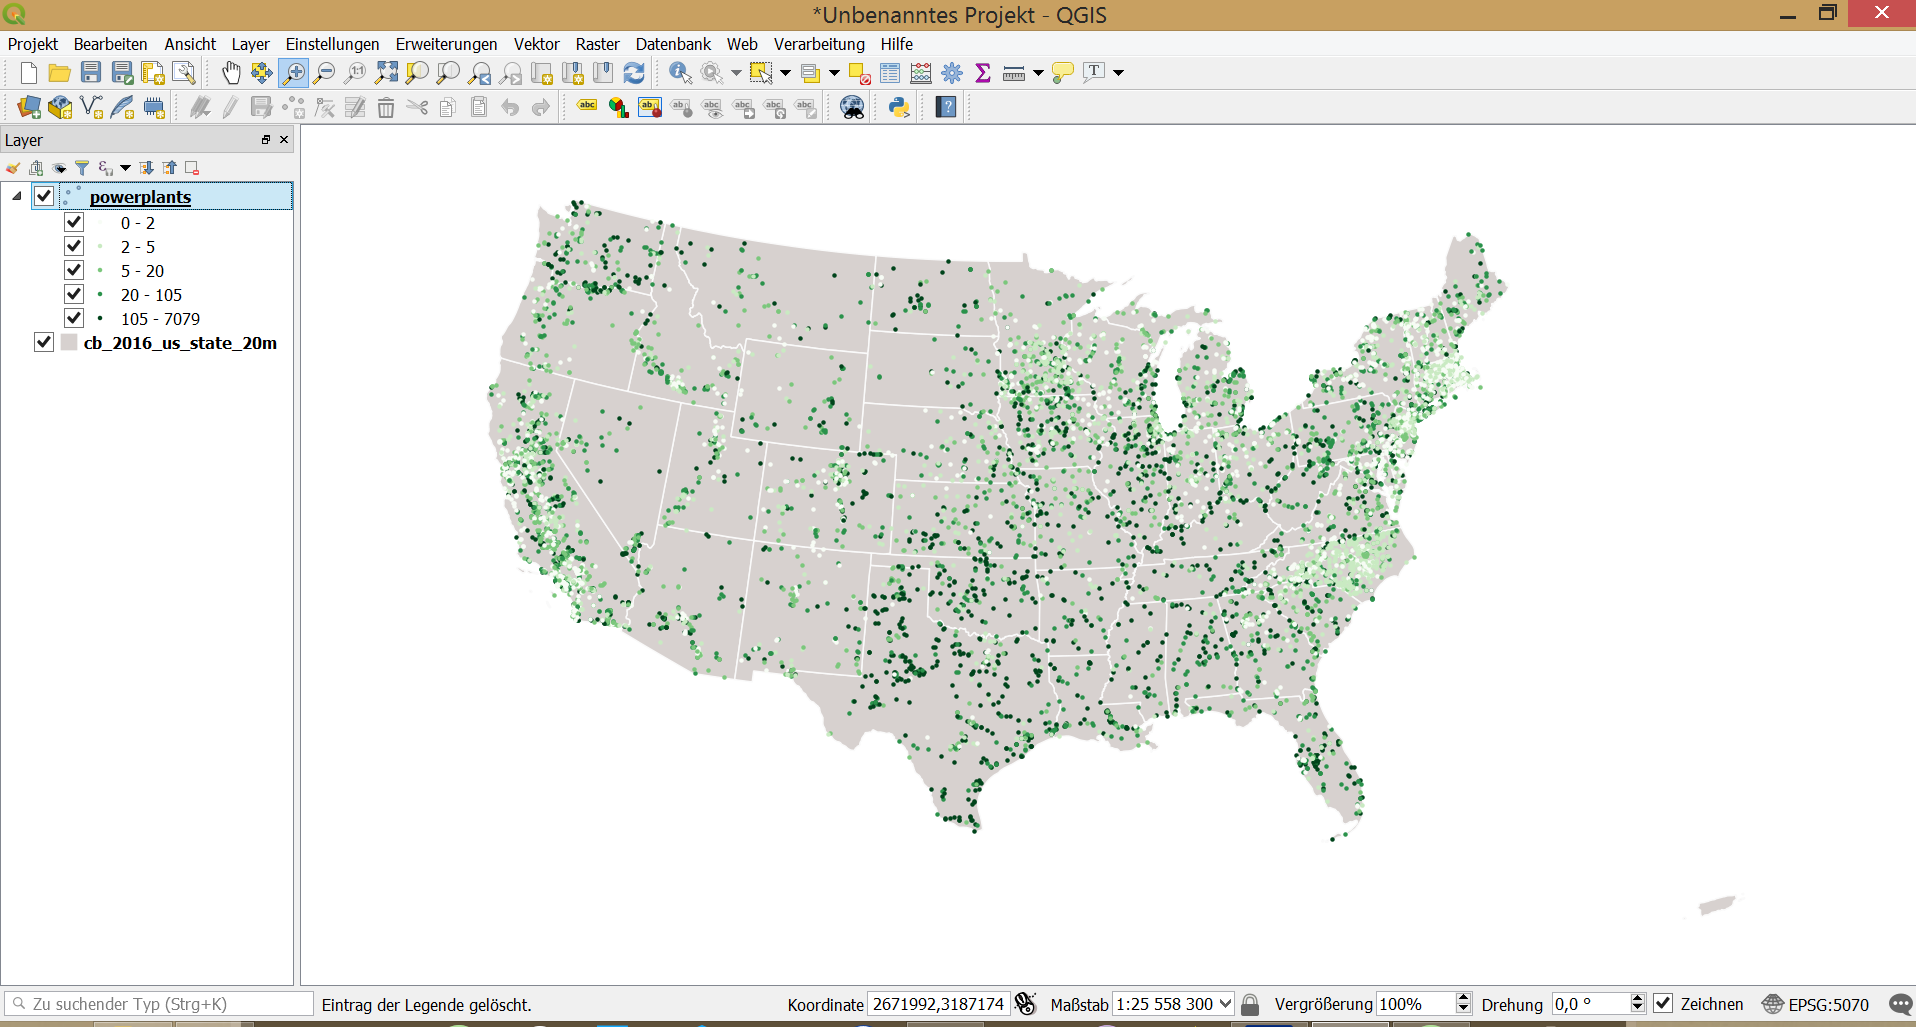 *Unbenanntes Projekt - QGIS
Projekt Bearbeiten Ansicht Layer Einstellungen Erweiterungen Vektor Raster Datenbank Web Verarbeitung Hilfe
Layer
powerplants
0 - 2
2 - 5
5 - 20
20 - 105
105 - 7079
cb_2016_us_state_20m
Zu suchender Typ (Strg+K) Eintrag der Legende gelöscht. Koordinate 2671992,3187174 Maßstab 1:25 558 300 Vergrößerung 100% Drehung 0,0 ° Zeichnen EPSG:5070